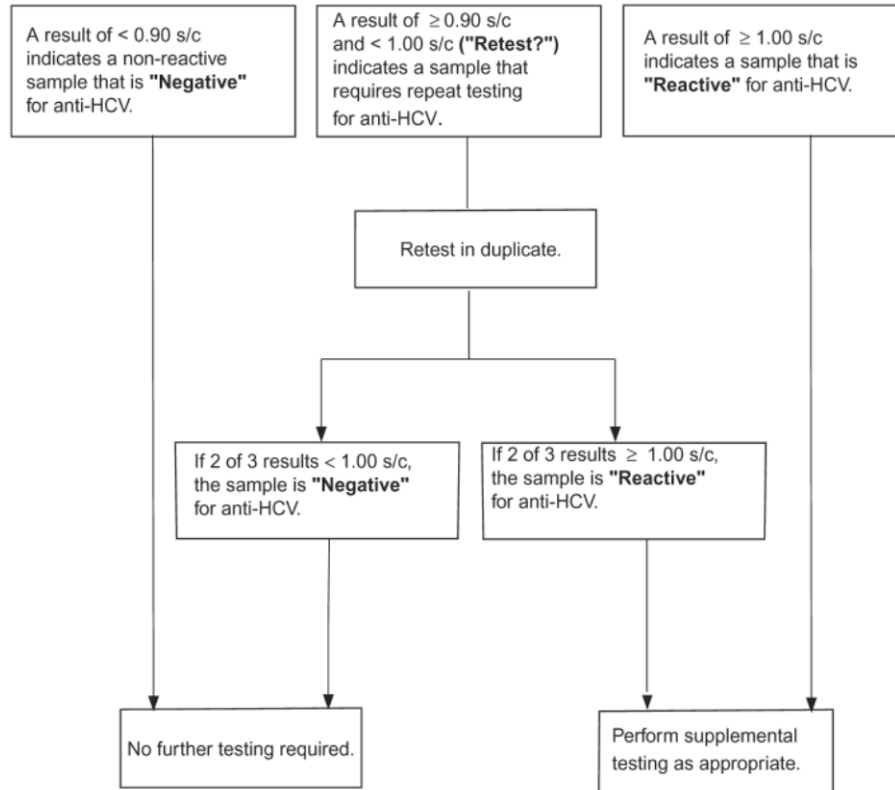 A result of < 0.90 s/c
indicates a non-reactive
sample that is "Negative"
for anti-HCV.
A result of ≥ 0.90 s/c
and < 1.00 s/c ("Retest?")
indicates a sample that
requires repeat testing
for anti-HCV.
A result of ≥ 1.00 s/c
indicates a sample that is
"Reactive" for anti-HCV.
Retest in duplicate.
If 2 of 3 results < 1.00 s/c,
the sample is "Negative"
for anti-HCV.
If 2 of 3 results ≥ 1.00 s/c,
the sample is "Reactive"
for anti-HCV.
No further testing required.
Perform supplemental
testing as appropriate.